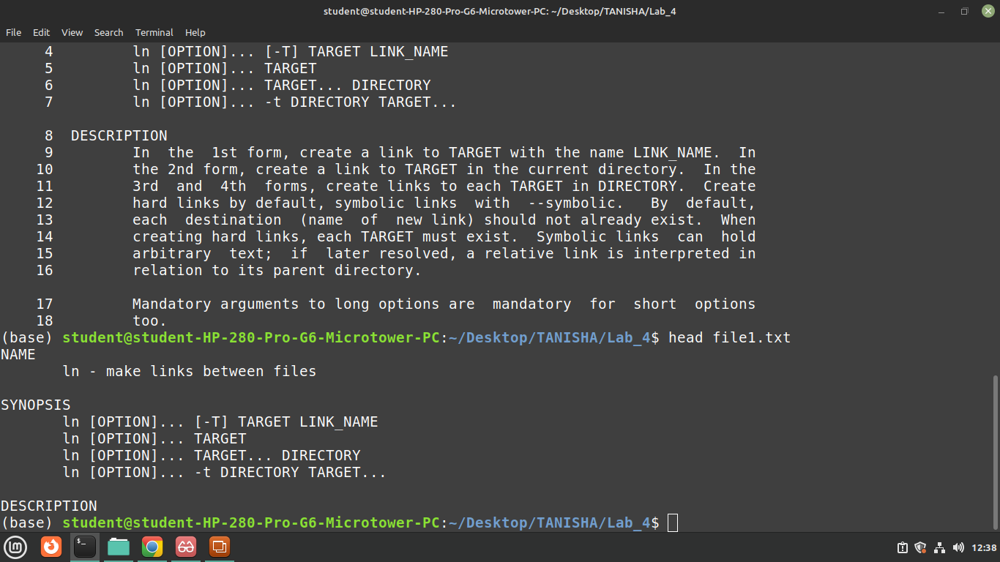 student@student-HP-280-Pro-G6-Microtower-PC: ~/Desktop/TANISHA/Lab_4
File Edit View Search Terminal Help
     4         ln [OPTION]... [-T] TARGET LINK_NAME
     5         ln [OPTION]... TARGET
     6         ln [OPTION]... TARGET... DIRECTORY
     7         ln [OPTION]... -t DIRECTORY TARGET...

     8  DESCRIPTION
     9         In  the  1st form, create a link to TARGET with the name LINK_NAME.  In
    10         the 2nd form, create a link to TARGET in the current directory.  In the
    11         3rd  and  4th  forms, create links to each TARGET in DIRECTORY.  Create
    12         hard links by default, symbolic links  with  --symbolic.   By  default,
    13         each  destination  (name  of  new link) should not already exist.  When
    14         creating hard links, each TARGET must exist.  Symbolic links  can  hold
    15         arbitrary  text;  if  later resolved, a relative link is interpreted in
    16         relation to its parent directory.

    17         Mandatory arguments to long options are  mandatory  for  short  options
    18         too.
(base) student@student-HP-280-Pro-G6-Microtower-PC:~/Desktop/TANISHA/Lab_4$ head file1.txt
NAME
       ln - make links between files

SYNOPSIS
       ln [OPTION]... [-T] TARGET LINK_NAME
       ln [OPTION]... TARGET
       ln [OPTION]... TARGET... DIRECTORY
       ln [OPTION]... -t DIRECTORY TARGET...

DESCRIPTION
(base) student@student-HP-280-Pro-G6-Microtower-PC:~/Desktop/TANISHA/Lab_4$
12:38